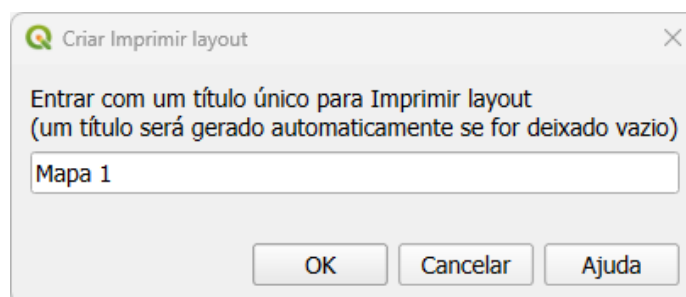 Criar Imprimir layout
Entrar com um título único para Imprimir layout
(um título será gerado automaticamente se for deixado vazio)
Mapa 1
OK Cancelar Ajuda